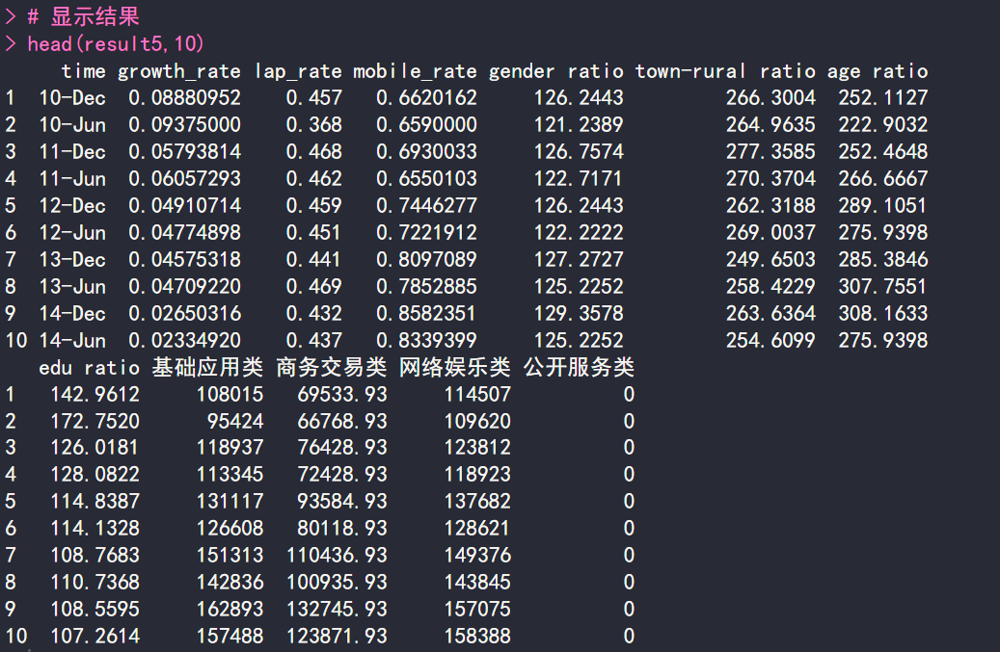 > # 显示结果
> head(result5,10)
time growth_rate lap_rate mobile_rate gender ratio town-rural ratio age ratio
1 10-Dec 0.08880952 0.457 0.6620162 126.2443 266.3004 252.1127
2 10-Jun 0.09375000 0.368 0.6590000 121.2389 264.9635 222.9032
3 11-Dec 0.05793814 0.468 0.6930033 126.7574 277.3585 252.4648
4 11-Jun 0.06057293 0.462 0.6550103 122.7171 270.3704 266.6667
5 12-Dec 0.04910714 0.459 0.7446277 126.2443 262.3188 289.1051
6 12-Jun 0.04774898 0.451 0.7221912 122.2222 269.0037 275.9398
7 13-Dec 0.04575318 0.441 0.8097089 127.2727 249.6503 285.3846
8 13-Jun 0.04709220 0.469 0.7852885 125.2252 258.4229 307.7551
9 14-Dec 0.02650316 0.432 0.8582351 129.3578 263.6364 308.1633
10 14-Jun 0.02334920 0.437 0.8339399 125.2252 254.6099 275.9398
edu ratio 基础应用类 商务交易类 网络娱乐类 公开服务类
1 142.9612 108015 69533.93 114507 0
2 172.7520 95424 66768.93 109620 0
3 126.0181 118937 76428.93 123812 0
4 128.0822 113345 72428.93 118923 0
5 114.8387 131117 93584.93 137682 0
6 114.1328 126608 80118.93 128621 0
7 108.7683 151313 110436.93 149376 0
8 110.7368 142836 100935.93 143845 0
9 108.5595 162893 132745.93 157075 0
10 107.2614 157488 123871.93 158388 0